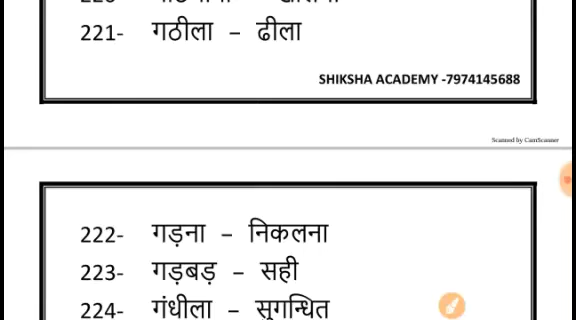 221- गठीला – ढीला
SHIKSHA ACADEMY -7974145688
Scanned by CamScanner
222- गड़ना – निकलना
223- गड़बड़ – सही
224- गंधीला – सुगन्धित